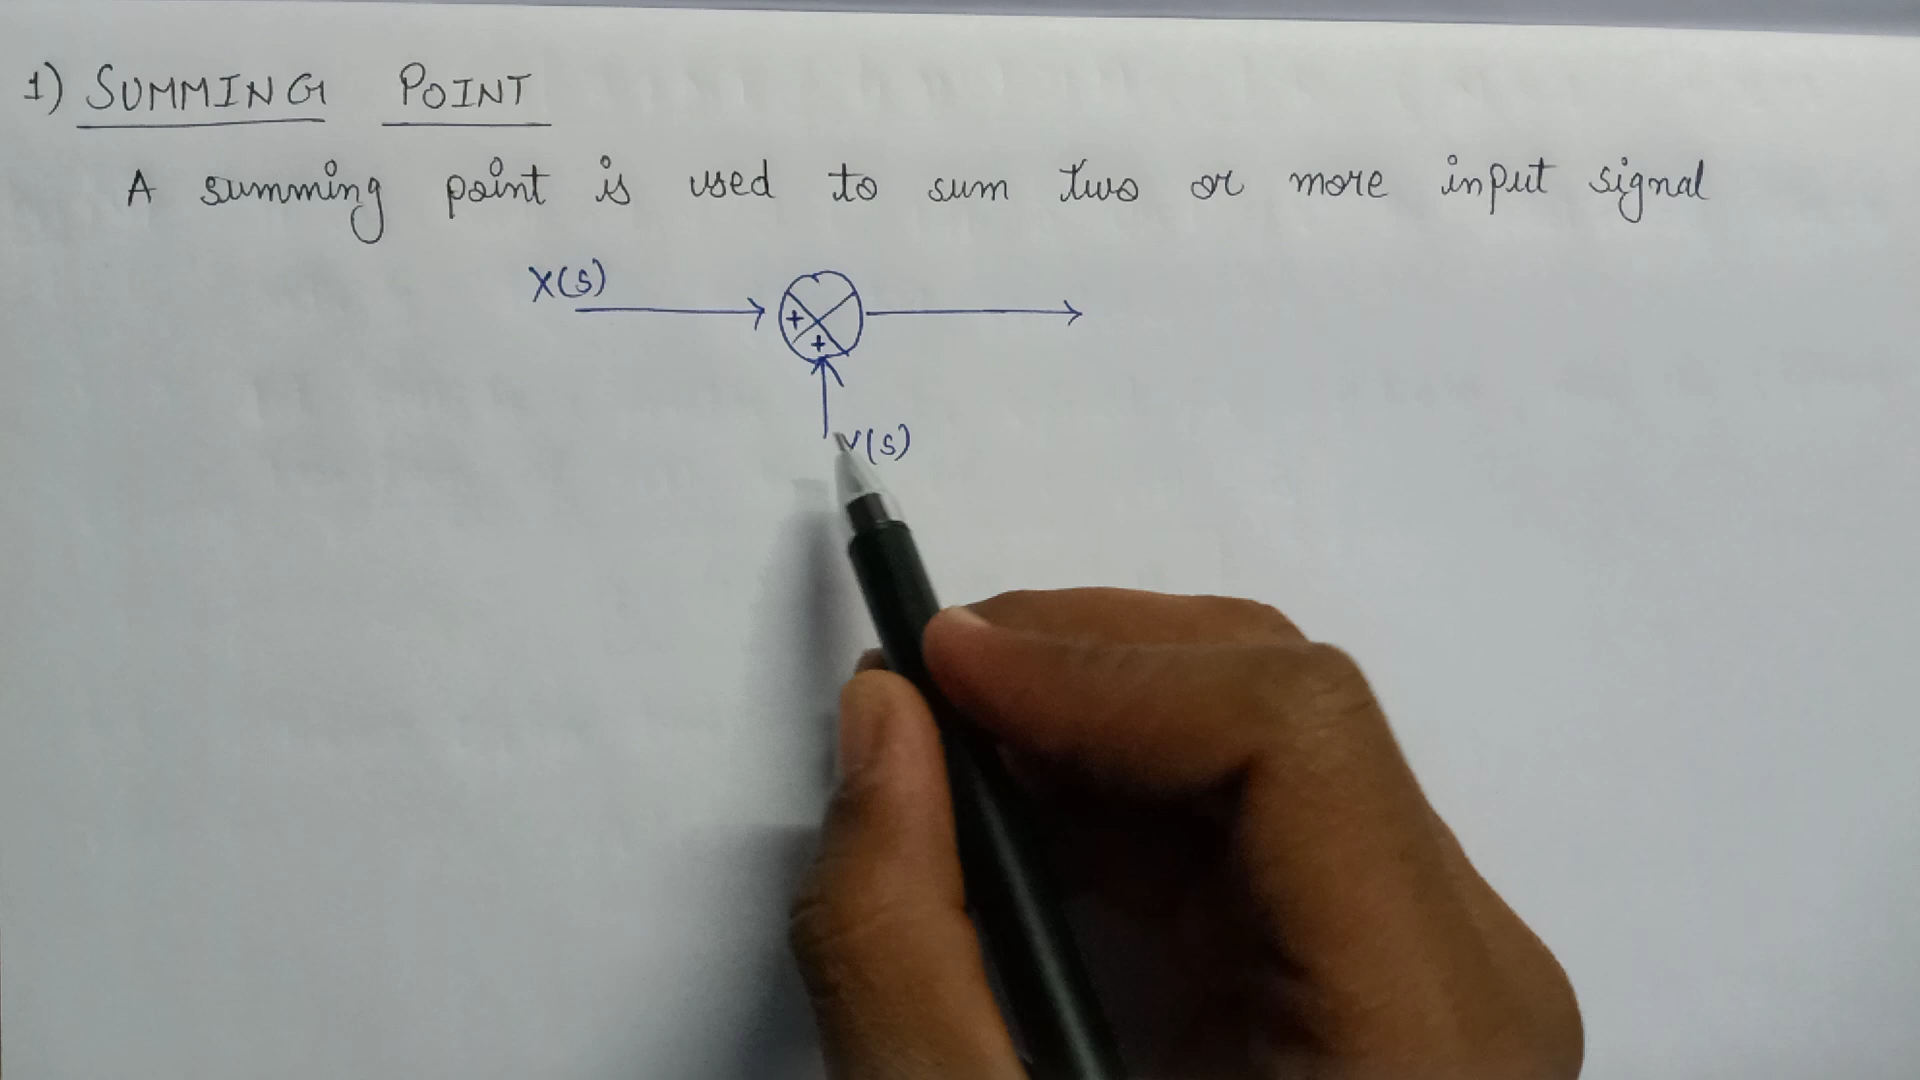 1) SUMMING POINT
A summing point is used to sum two or more input signal
X(s)
+
+
(s)